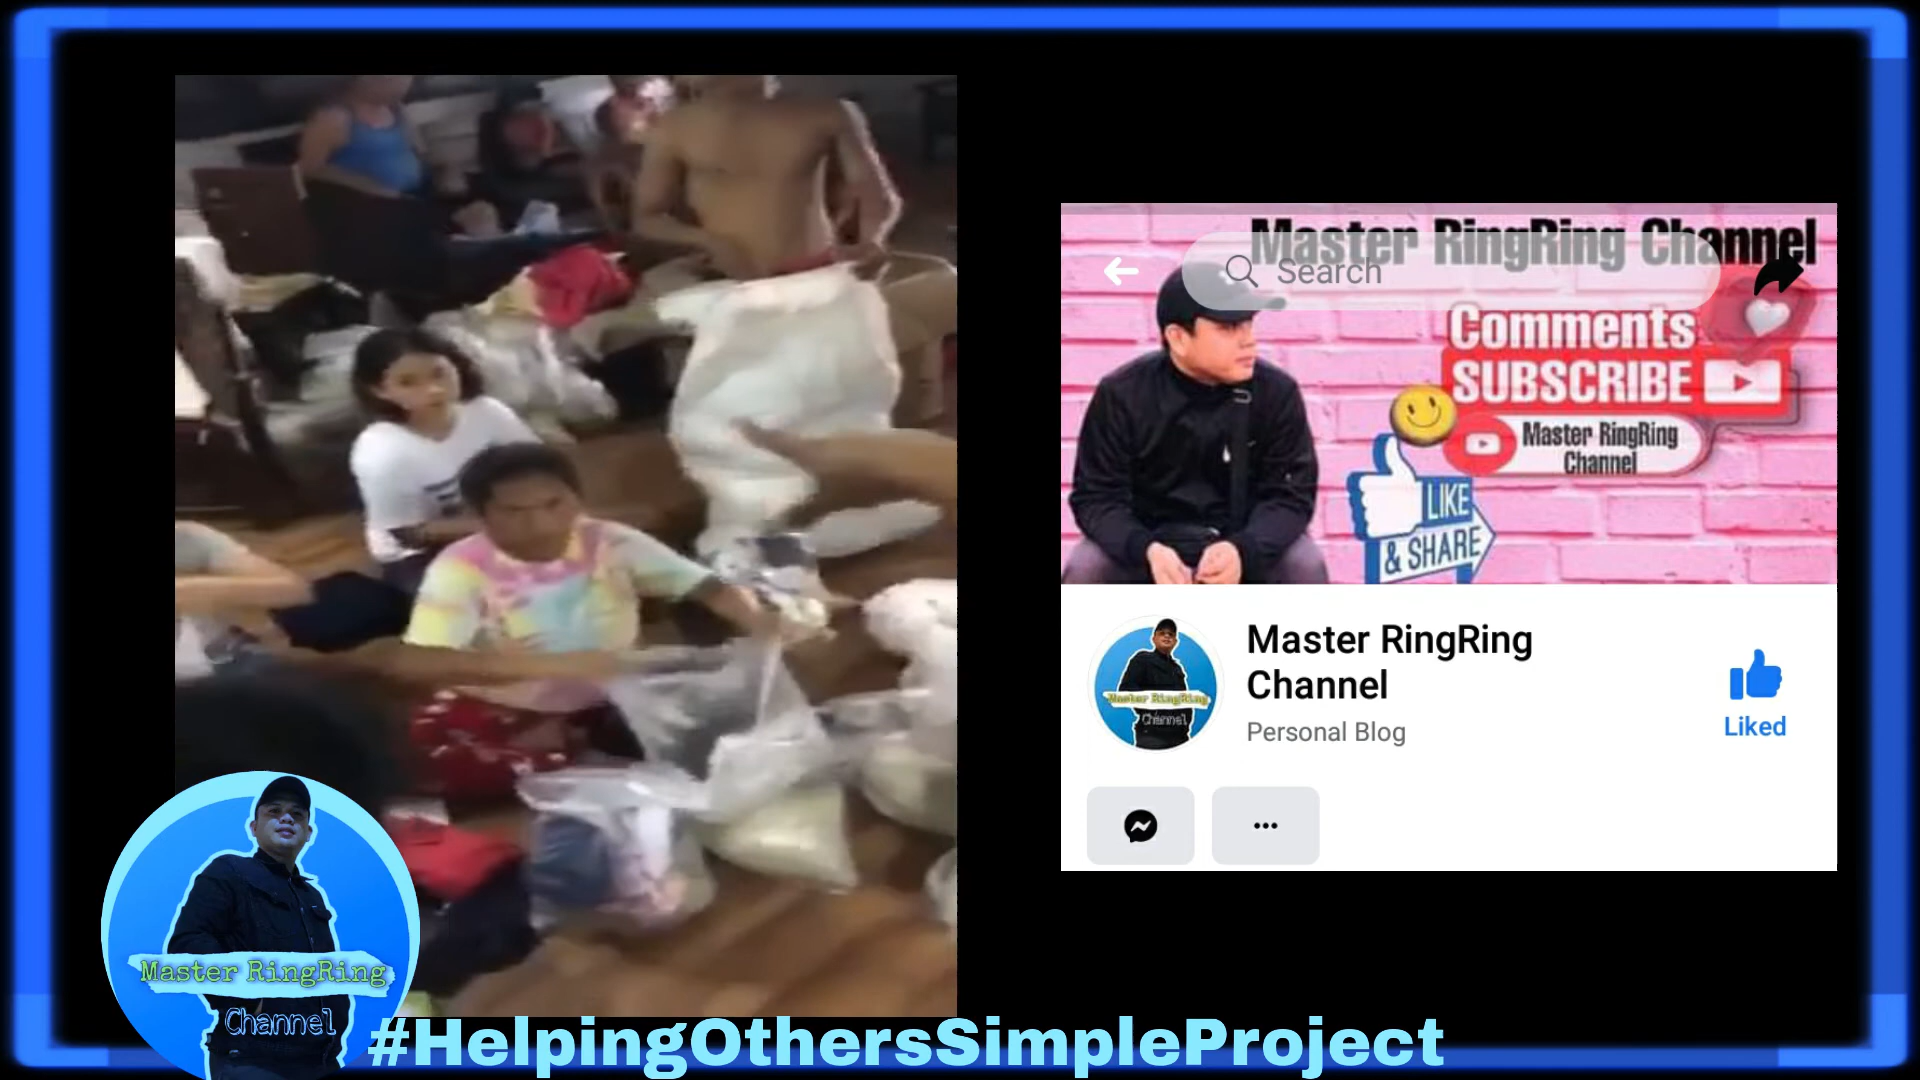 Master RingRing Channel
Search
Comments
SUBSCRIBE
Master RingRing
Channel
LIKE
& SHARE
Master RingRing
Channel
Personal Blog
Liked
Master RingRing
Channel
Master RingRing
Channel
#HelpingOthersSimpleProject